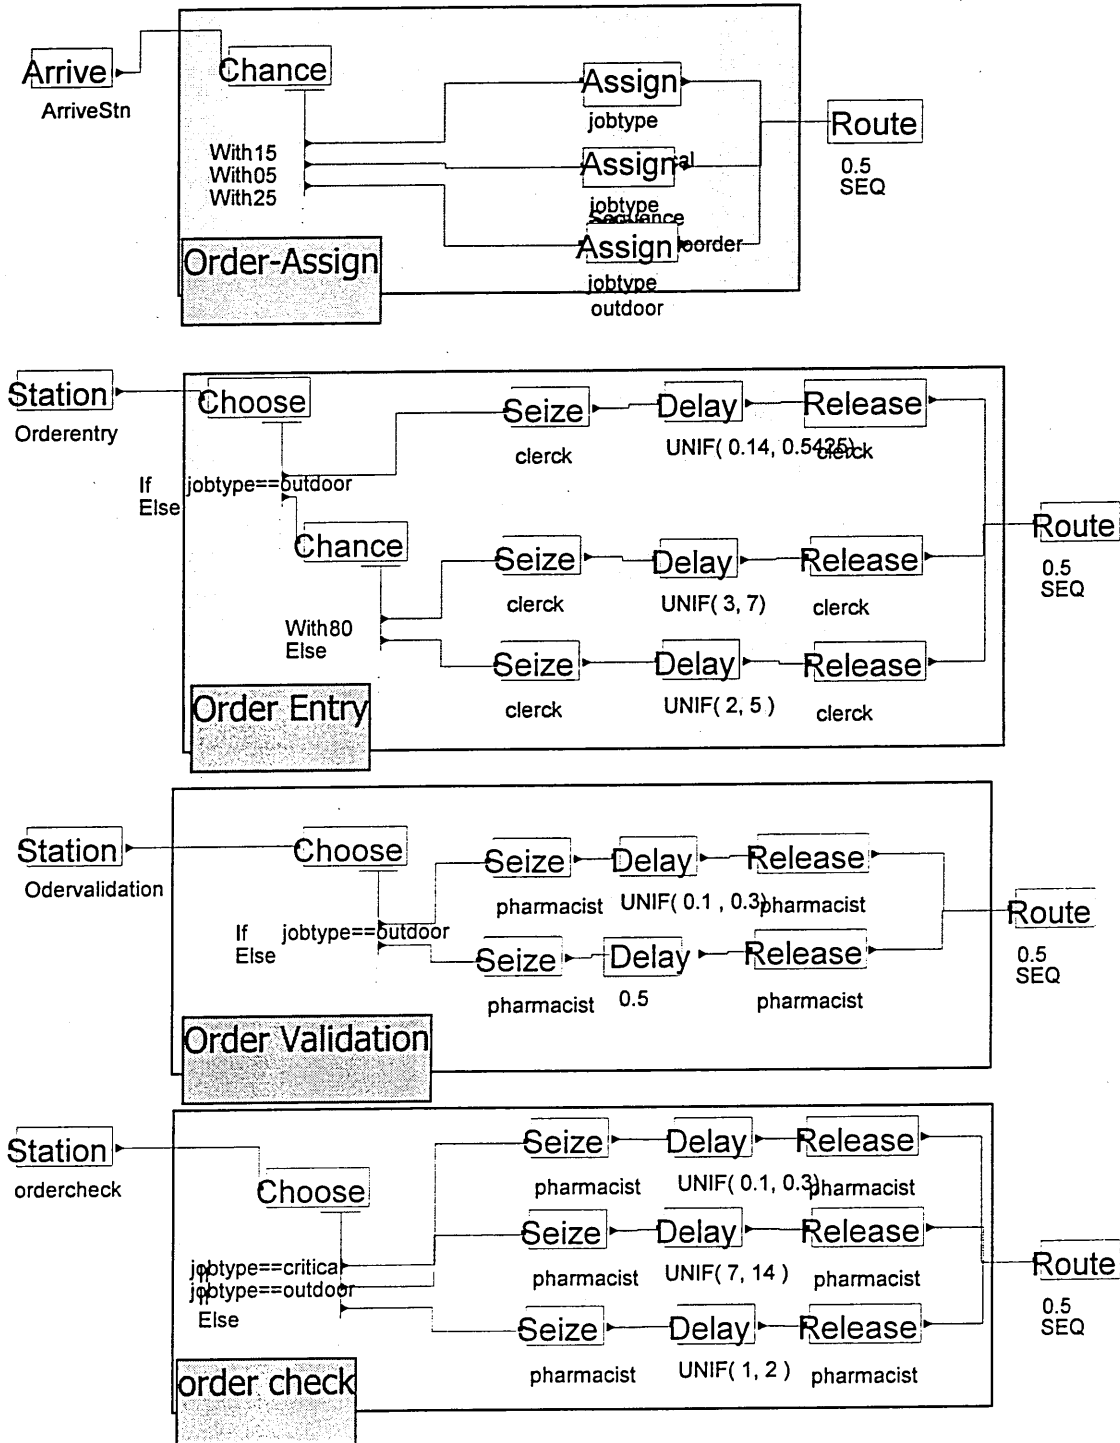 Arrive
ArriveStn
Chance
With15
With05
With25
Assign
jobtype
Assign
jobtype
Sequence
Assign
jobtype
outdoor
Route
0.5
SEQ
Order-Assign
Station
Orderentry
Choose
If jobtype==outdoor
Else
Seize
clerck
Delay
UNIF( 0.14, 0.5425)
Release
clerck
Chance
With80
Else
Seize
clerck
Delay
UNIF( 3, 7)
Release
clerck
Seize
clerck
Delay
UNIF( 2, 5 )
Release
clerck
Route
0.5
SEQ
Order Entry
Station
Odervalidation
Choose
If jobtype==outdoor
Else
Seize
pharmacist
Delay
UNIF( 0.1 , 0.3)
Release
pharmacist
Seize
pharmacist
Delay
0.5
Release
pharmacist
Route
0.5
SEQ
Order Validation
Station
ordercheck
Choose
If jobtype==critical
If jobtype==outdoor
Else
Seize
pharmacist
Delay
UNIF( 0.1, 0.3)
Release
pharmacist
Seize
pharmacist
Delay
UNIF( 7, 14 )
Release
pharmacist
Seize
pharmacist
Delay
UNIF( 1, 2 )
Release
pharmacist
Route
0.5
SEQ
order check